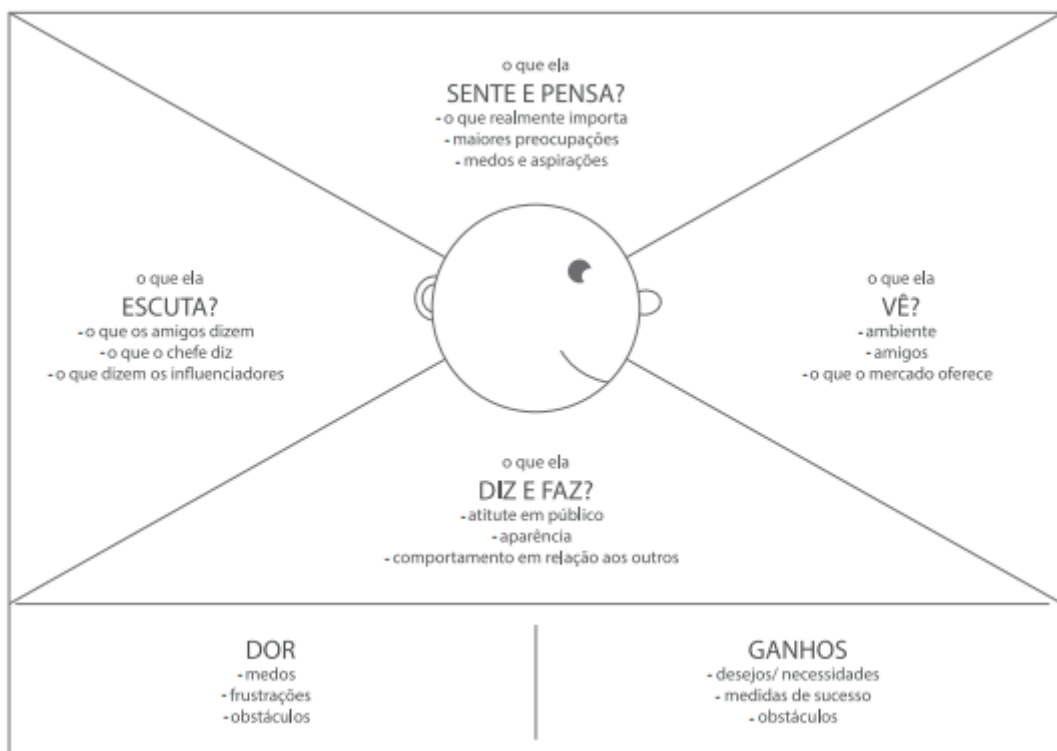 o que ela
SENTE E PENSA?
- o que realmente importa
- maiores preocupações
- medos e aspirações
o que ela
ESCUTA?
- o que os amigos dizem
- o que o chefe diz
- o que dizem os influenciadores
o que ela
VÊ?
- ambiente
- amigos
- o que o mercado oferece
o que ela
DIZ E FAZ?
- atitute em público
- aparência
- comportamento em relação aos outros
DOR
- medos
- frustrações
- obstáculos
GANHOS
- desejos/ necessidades
- medidas de sucesso
- obstáculos